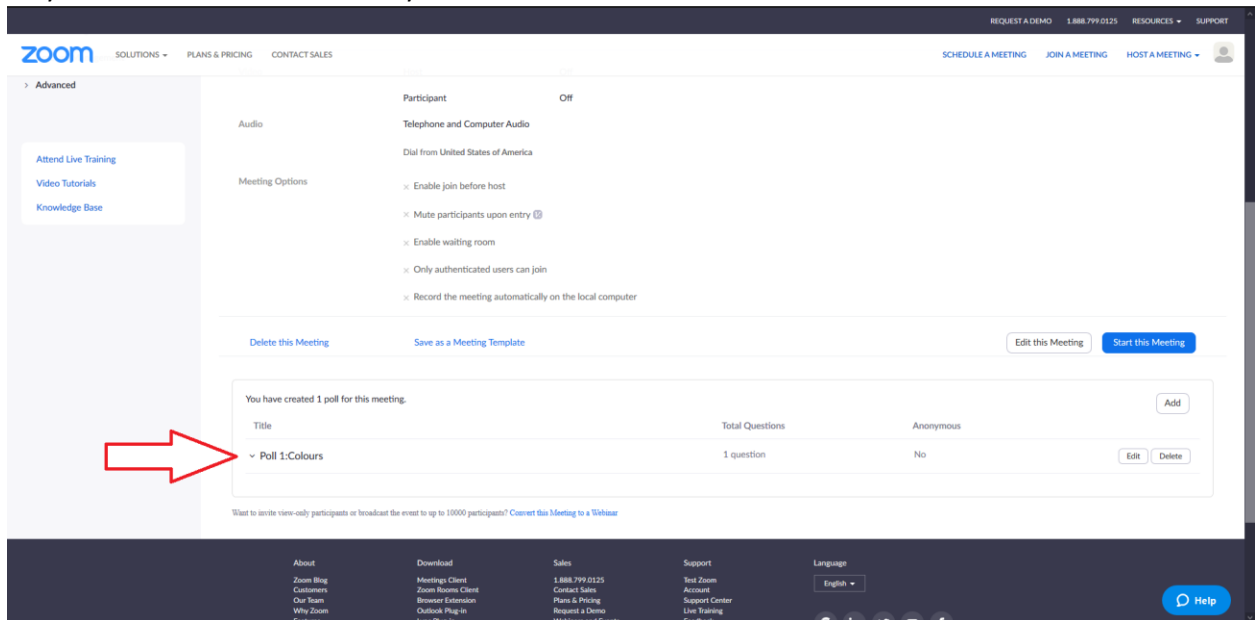 REQUEST A DEMO 1.888.799.0125 RESOURCES SUPPORT
zoom SOLUTIONS PLANS & PRICING CONTACT SALES SCHEDULE A MEETING JOIN A MEETING HOST A MEETING
> Advanced
Participant Off
Audio Telephone and Computer Audio
Dial from United States of America
Attend Live Training
Video Tutorials
Knowledge Base
Meeting Options × Enable join before host
× Mute participants upon entry
× Enable waiting room
× Only authenticated users can join
× Record the meeting automatically on the local computer
Delete this Meeting Save as a Meeting Template Edit this Meeting Start this Meeting
You have created 1 poll for this meeting. Add
Title Total Questions Anonymous
Poll 1:Colours 1 question No Edit Delete
Want to invite view-only participants or broadcast the event to up to 10000 participants? Convert this Meeting to a Webinar
About Download Sales Support Language
Zoom Blog Meetings Client 1.888.799.0125 Test Zoom English
Customers Zoom Rooms Client Contact Sales Account
Our Team Browser Extension Plans & Pricing Support Center
Why Zoom Outlook Plug-in Request a Demo Live Training
Help